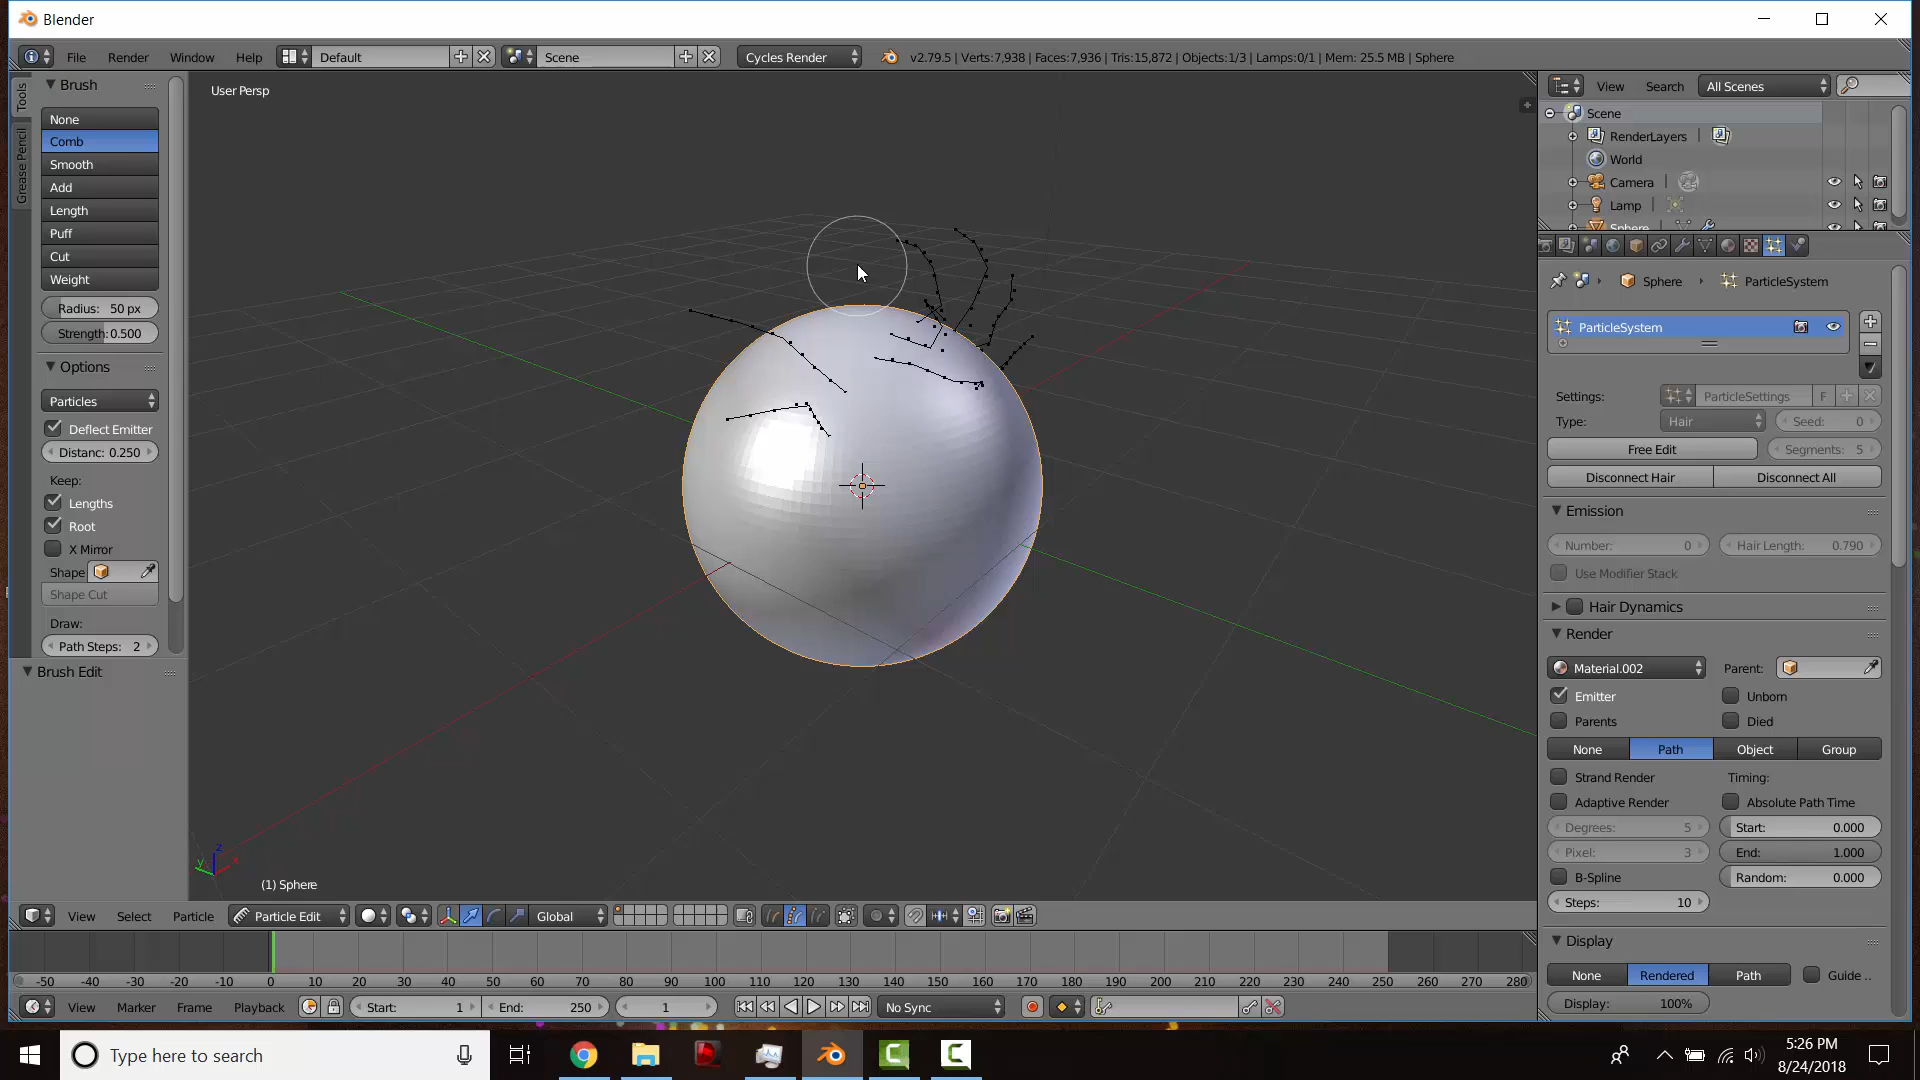 Blender
File Render Window Help Default Scene Cycles Render v2.79.5 | Verts:7,938 | Faces:7,936 | Tris:15,872 | Objects:1/3 | Lamps:0/1 | Mem: 25.5 MB | Sphere
Tools
Grease Pencil
Brush
None
Comb
Smooth
Add
Length
Puff
Cut
Weight
Radius: 50 px
Strength:0.500
Options
Particles
Deflect Emitter
Distanc: 0.250
Keep:
Lengths
Root
X Mirror
Shape
Shape Cut
Draw:
Path Steps: 2
Brush Edit
User Persp
z
y
x
(1) Sphere
View Search All Scenes
Scene
RenderLayers |
World
Camera |
Lamp |
Sphere
Sphere ParticleSystem
ParticleSystem
Settings: ParticleSettings F
Type: Hair Seed: 0
Free Edit Segments: 5
Disconnect Hair Disconnect All
Emission
Number: 0 Hair Length: 0.790
Use Modifier Stack
Hair Dynamics
Render
Material.002 Parent:
Emitter Unborn
Parents Died
None Path Object Group
Strand Render Timing:
Adaptive Render Absolute Path Time
Degrees: 5 Start: 0.000
Pixel: 3 End: 1.000
B-Spline Random: 0.000
Steps: 10
Display
None Rendered Path Guide ..
Display: 100%
View Select Particle Particle Edit Global
-50 -40 -30 -20 -10 0 10 20 30 40 50 60 70 80 90 100 110 120 130 140 150 160 170 180 190 200 210 220 230 240 250 260 270 280
View Marker Frame Playback Start: 1 End: 250 1 No Sync
Type here to search
5:26 PM
8/24/2018